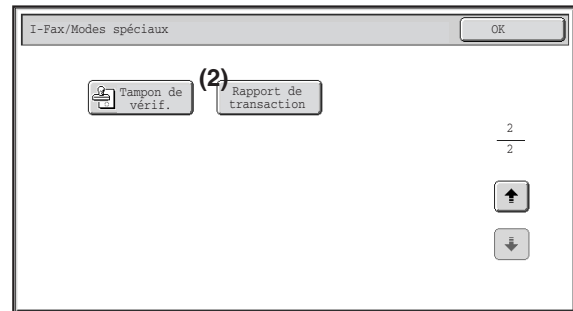 I-Fax/Modes spéciaux
OK
Tampon de
vérif.
(2)
Rapport de
transaction
2
2